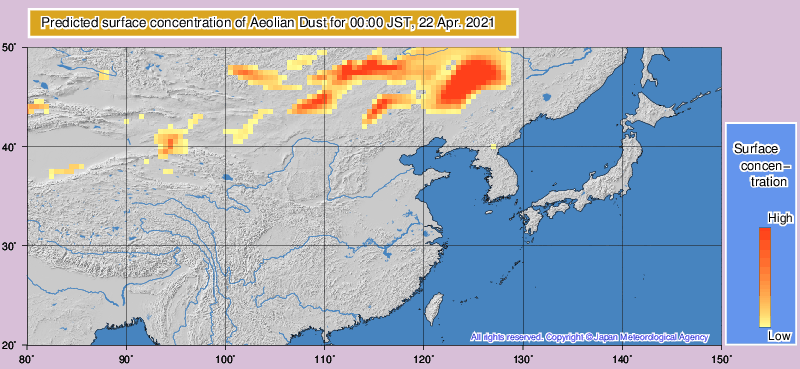 Predicted surface concentration of Aeolian Dust for 00:00 JST, 22 Apr. 2021
50°
40°
30°
20°
80°
90°
100°
110°
120°
130°
140°
150°
All rights reserved. Copyright © Japan Meteorological Agency
Surface
concen–
tration
High
Low